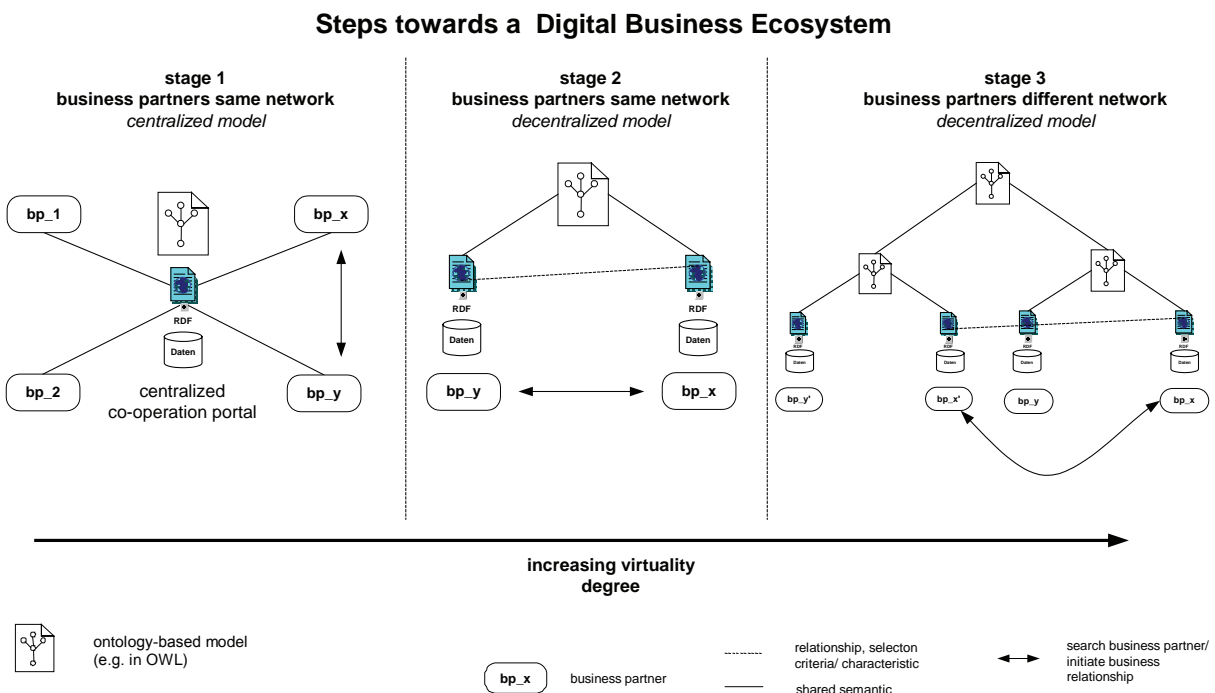 Steps towards a Digital Business Ecosystem
stage 1
business partners same network
centralized model
stage 2
business partners same network
decentralized model
stage 3
business partners different network
decentralized model
bp_1
bp_x
RDF
Daten
bp_2
bp_y
centralized
co-operation portal
RDF
RDF
Daten
Daten
bp_y
bp_x
RDF
RDF
RDF
RDF
Daten
Daten
Daten
Daten
bp_y'
bp_x'
bp_y
bp_x
increasing virtuality
degree
ontology-based model
(e.g. in OWL)
bp_x
business partner
relationship, selecton
criteria/ characteristic
shared semantic
search business partner/
initiate business
relationship